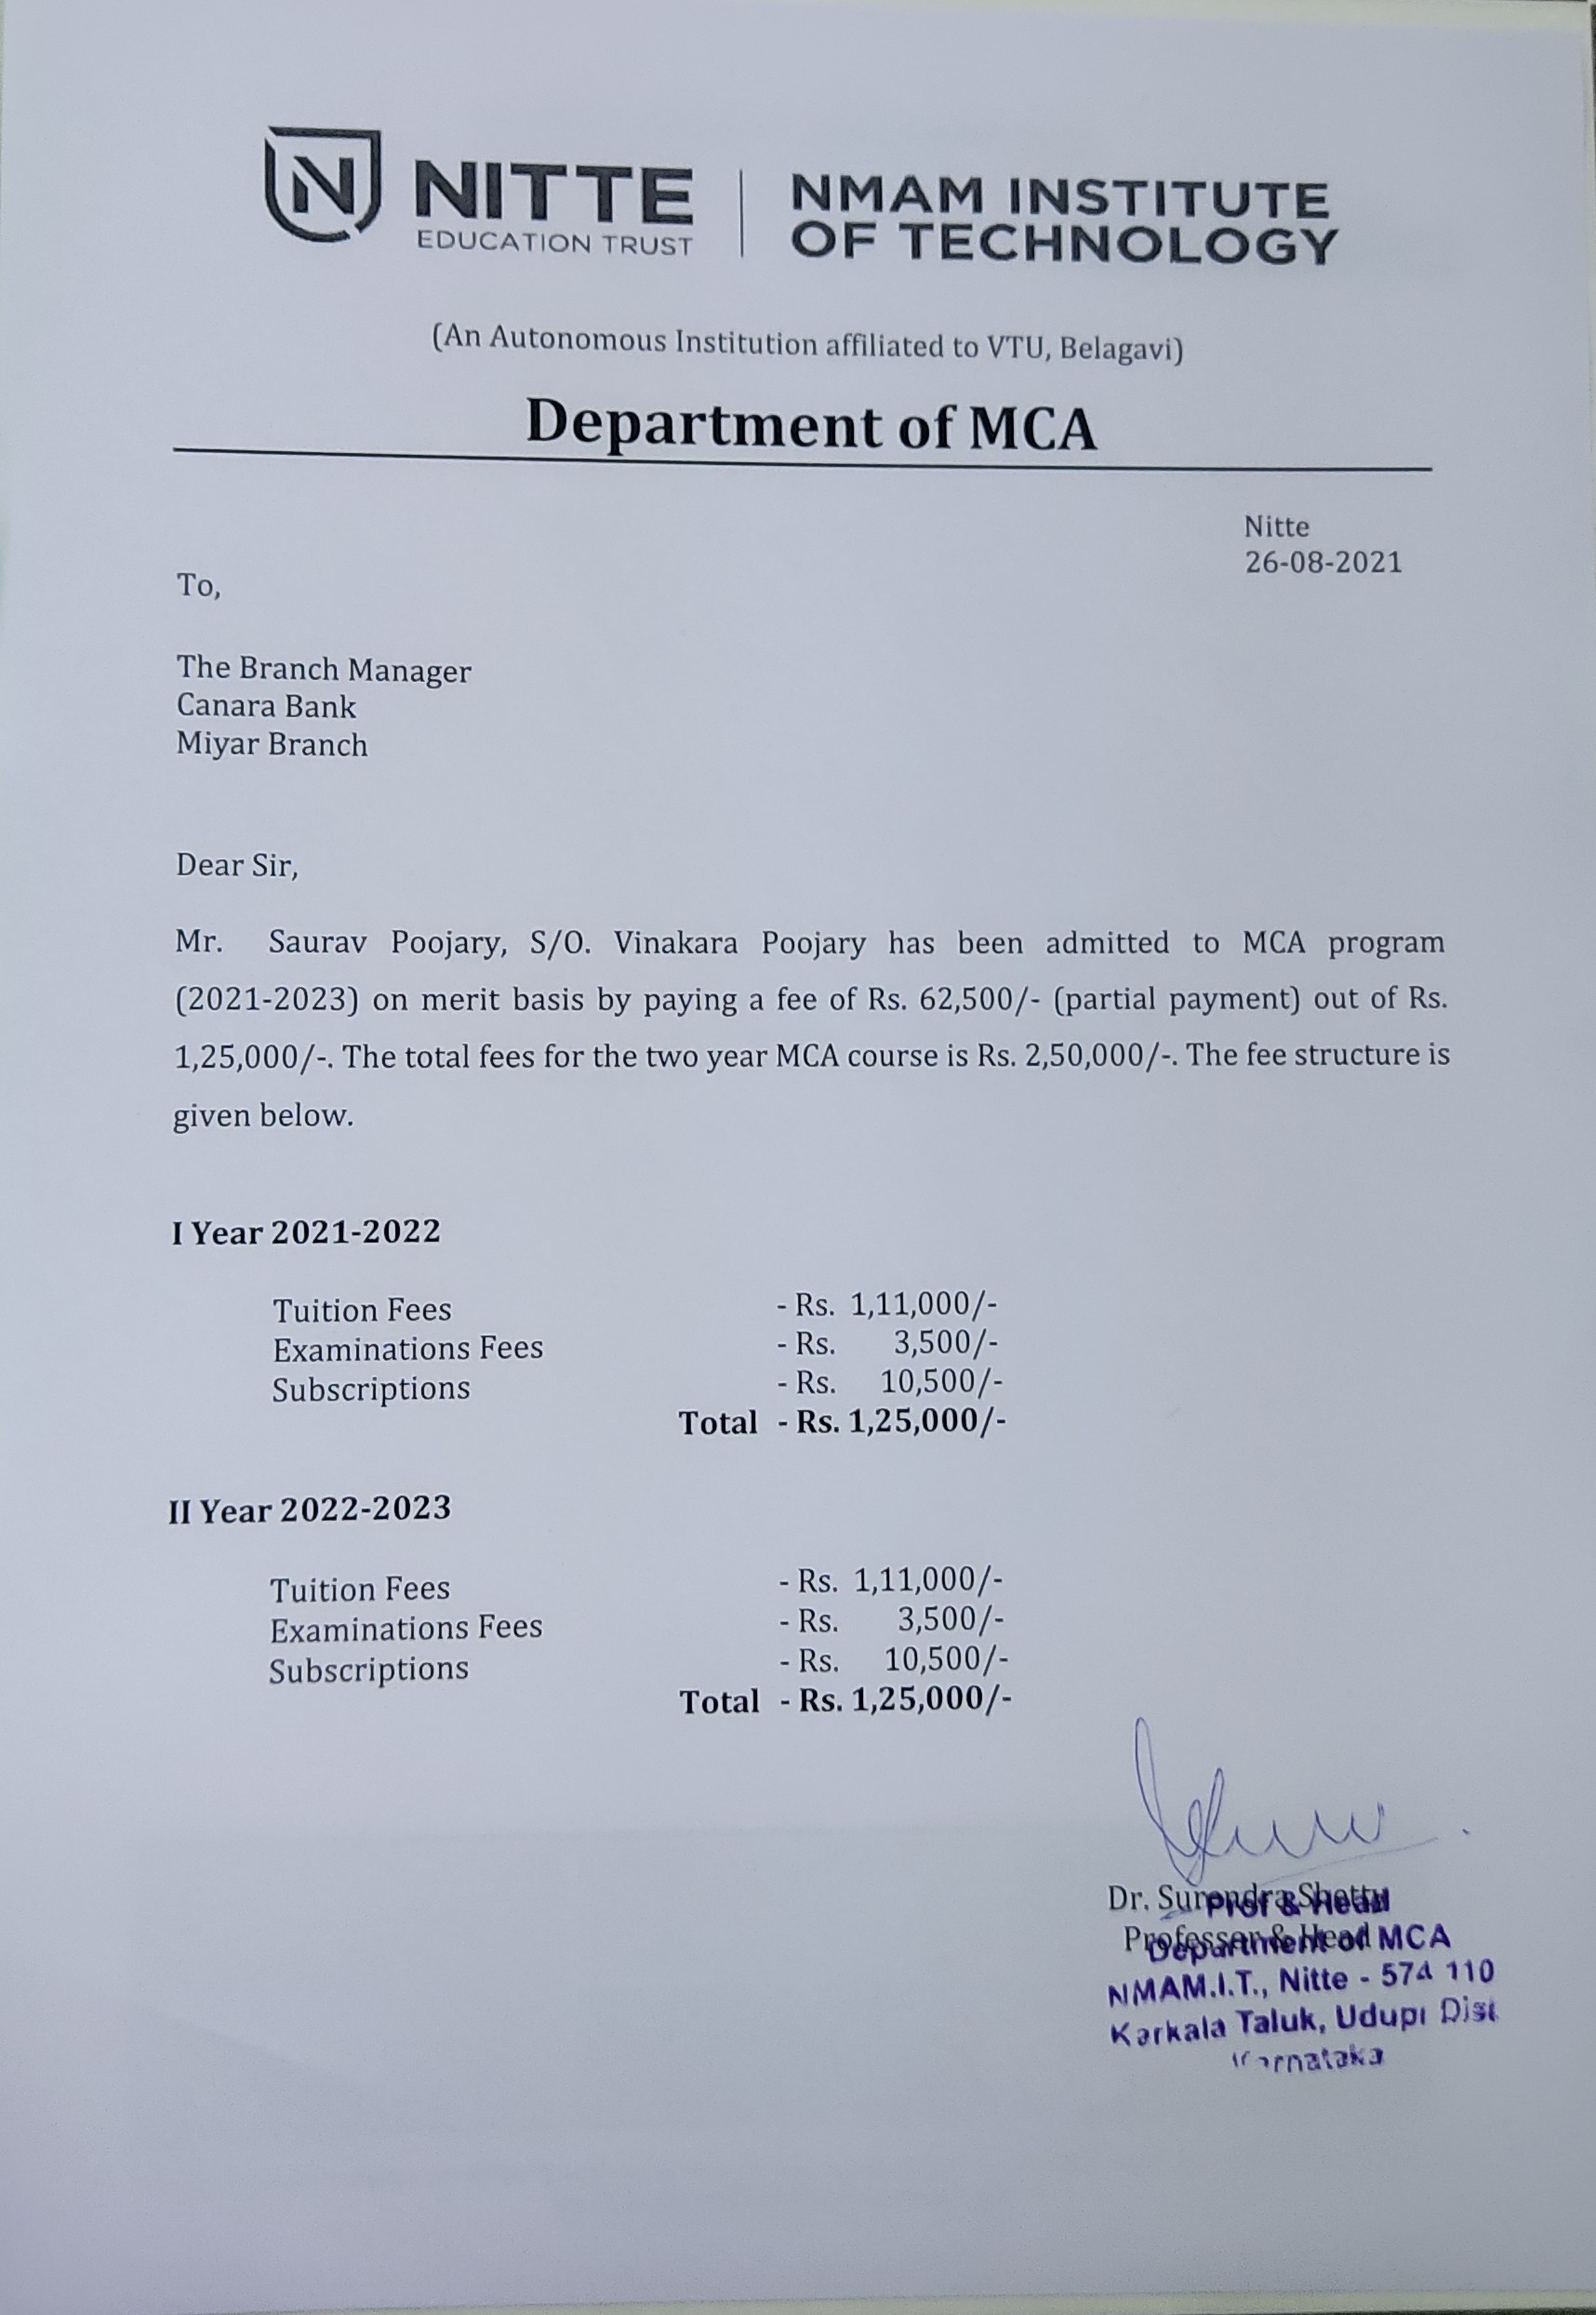 NITTE
EDUCATION TRUST
NMAM INSTITUTE
OF TECHNOLOGY
(An Autonomous Institution affiliated to VTU, Belagavi)
Department of MCA
Nitte
26-08-2021
To,
The Branch Manager
Canara Bank
Miyar Branch
Dear Sir,
Mr. Saurav Poojary, S/O. Vinakara Poojary has been admitted to MCA program
(2021-2023) on merit basis by paying a fee of Rs. 62,500/- (partial payment) out of Rs.
1,25,000/-. The total fees for the two year MCA course is Rs. 2,50,000/-. The fee structure is
given below.
I Year 2021-2022
Tuition Fees - Rs. 1,11,000/-
Examinations Fees - Rs. 3,500/-
Subscriptions - Rs. 10,500/-
Total - Rs. 1,25,000/-
II Year 2022-2023
Tuition Fees - Rs. 1,11,000/-
Examinations Fees - Rs. 3,500/-
Subscriptions - Rs. 10,500/-
Total - Rs. 1,25,000/-
Dr. Surendra Shetty
Professor & Head
Prof & Head
Department of MCA
NMAM.I.T., Nitte - 574 110
Karkala Taluk, Udupi Dist
Karnataka